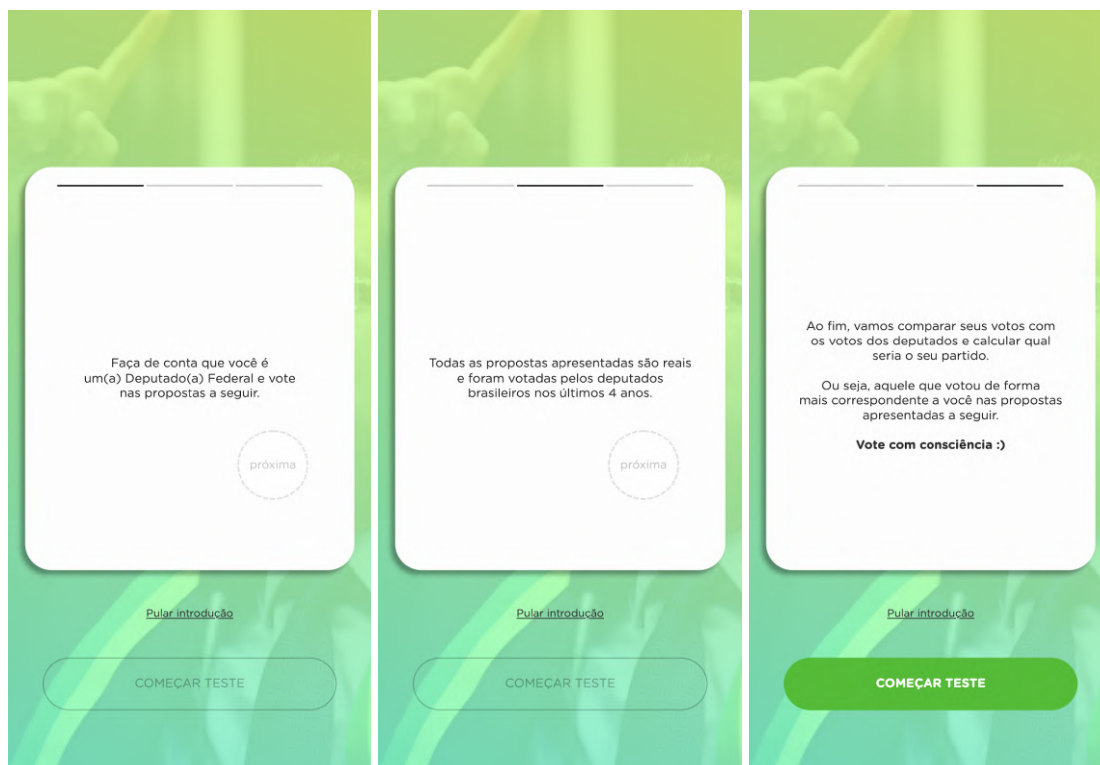 Faça de conta que você é
um(a) Deputado(a) Federal e vote
nas propostas a seguir.
próxima
Pular introdução
COMEÇAR TESTE
Todas as propostas apresentadas são reais
e foram votadas pelos deputados
brasileiros nos últimos 4 anos.
próxima
Pular introdução
COMEÇAR TESTE
Ao fim, vamos comparar seus votos com
os votos dos deputados e calcular qual
seria o seu partido.
Ou seja, aquele que votou de forma
mais correspondente a você nas propostas
apresentadas a seguir.
Vote com consciência :)
Pular introdução
COMEÇAR TESTE